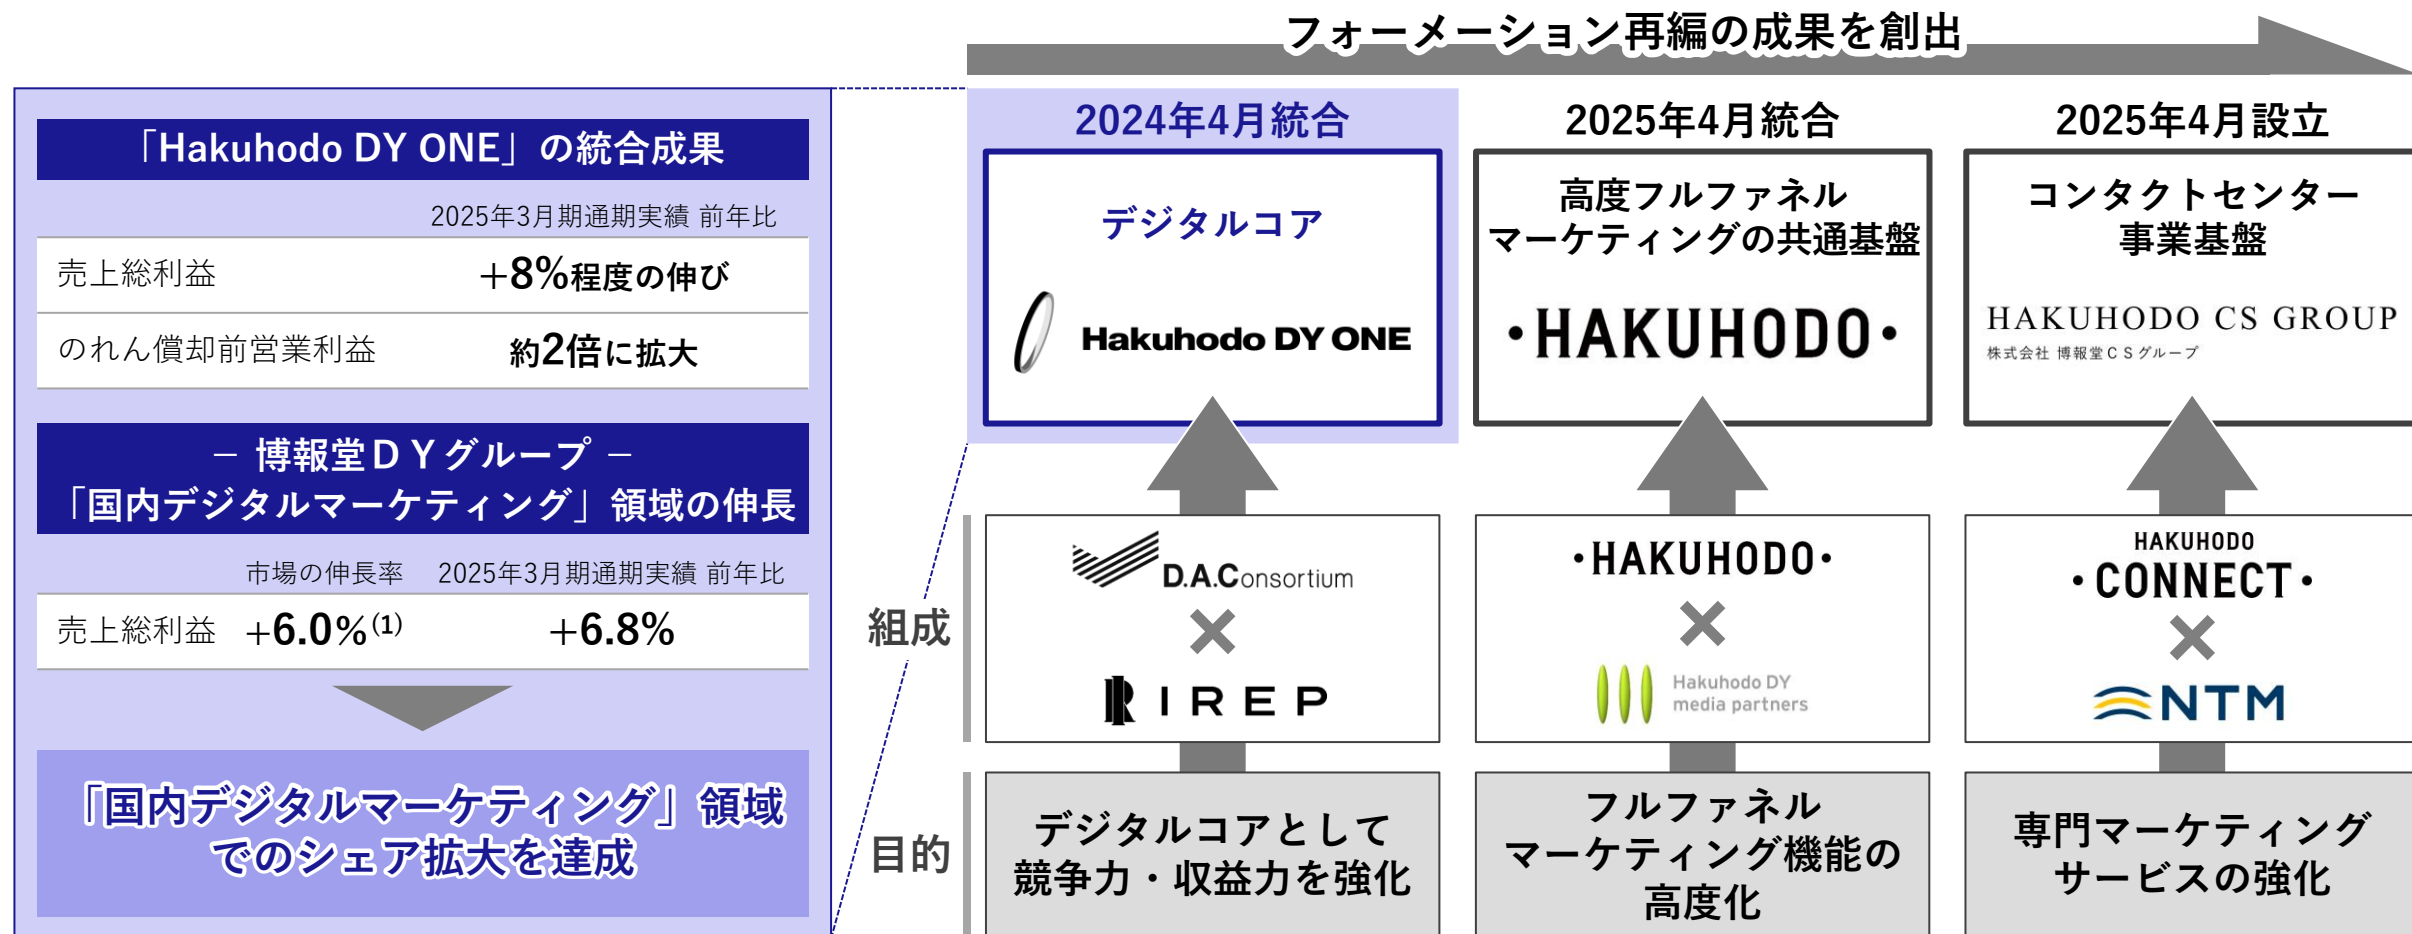 フォーメーション再編の成果を創出
「Hakuhodo DY ONE」の統合成果
2025年3月期通期実績 前年比
売上総利益 +8%程度の伸び
のれん償却前営業利益 約2倍に拡大
－ 博報堂ＤＹグループ －
「国内デジタルマーケティング」領域の伸長
市場の伸長率 2025年3月期通期実績 前年比
売上総利益 +6.0%(1) +6.8%
「国内デジタルマーケティング」領域
でのシェア拡大を達成
2024年4月統合
デジタルコア
Hakuhodo DY ONE
2025年4月統合
高度フルファネル
マーケティングの共通基盤
・HAKUHODO・
2025年4月設立
コンタクトセンター
事業基盤
HAKUHODO CS GROUP
株式会社 博報堂ＣＳグループ
組成
D.A.Consortium
×
IREP
・HAKUHODO・
×
Hakuhodo DY
media partners
HAKUHODO
・CONNECT・
×
NTM
目的
デジタルコアとして
競争力・収益力を強化
フルファネル
マーケティング機能の
高度化
専門マーケティング
サービスの強化